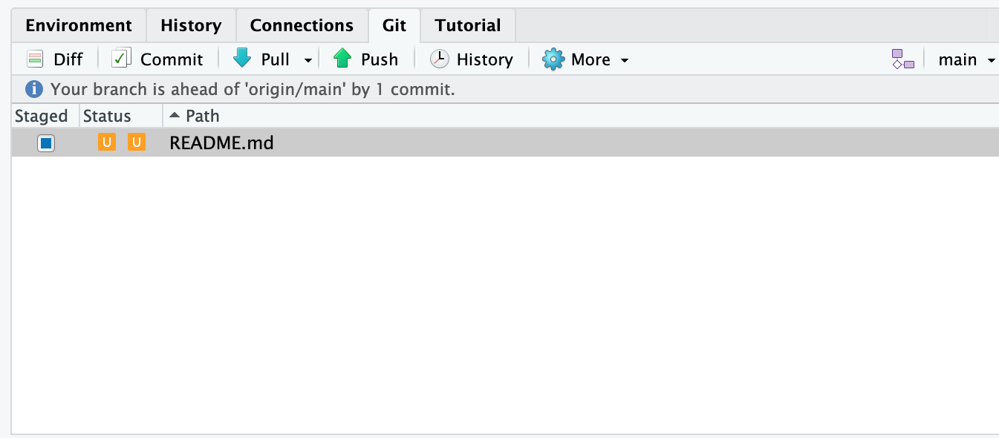 Environment History Connections Git Tutorial
Diff Commit Pull Push History More main
i Your branch is ahead of 'origin/main' by 1 commit.
Staged Status Path
U U README.md